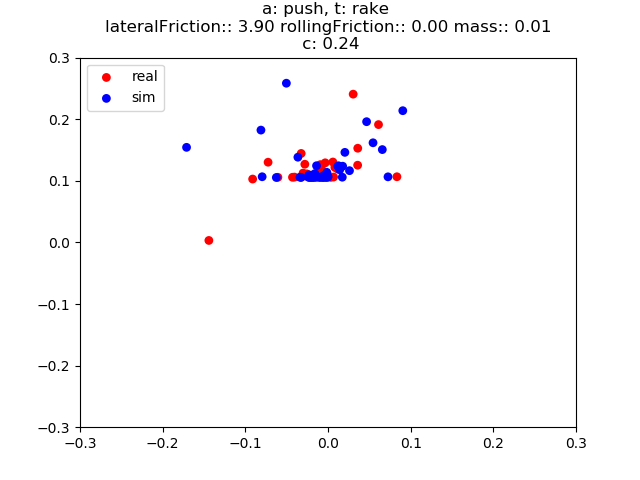 a: push, t: rake
lateralFriction:: 3.90 rollingFriction:: 0.00 mass:: 0.01
c: 0.24
real
sim
0.3
0.2
0.1
0.0
−0.1
−0.2
−0.3
−0.3
−0.2
−0.1
0.0
0.1
0.2
0.3